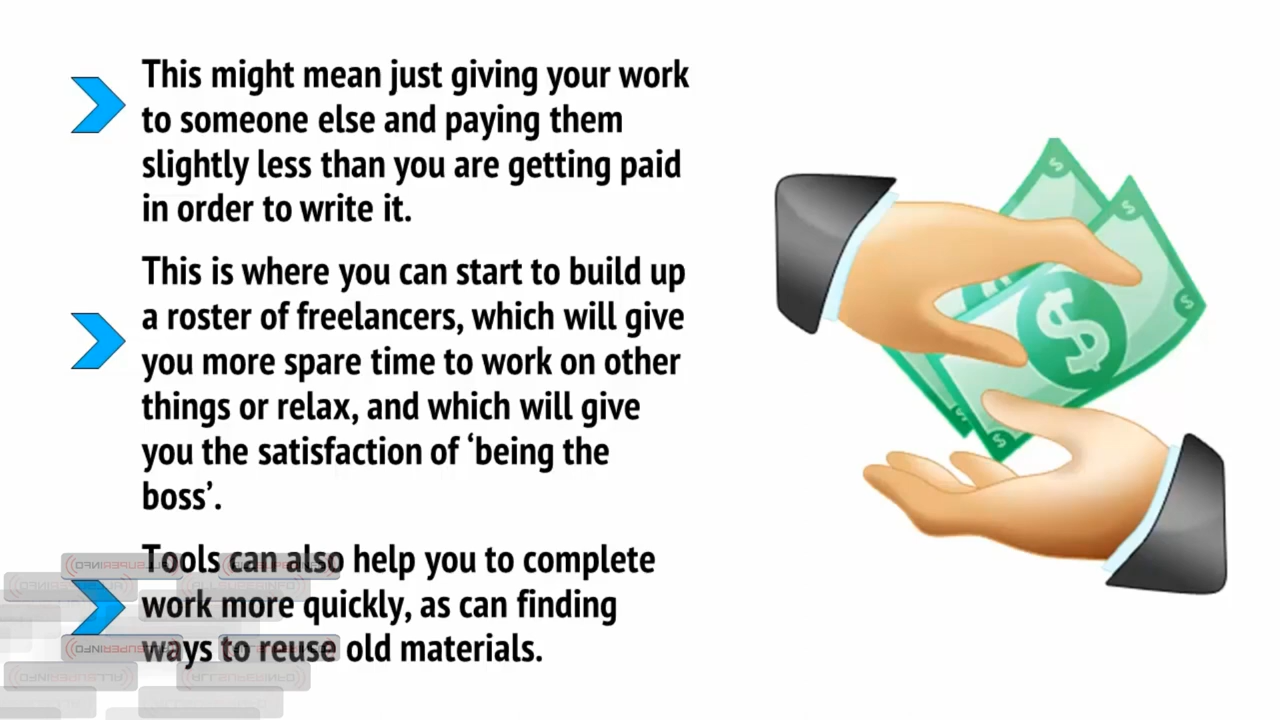 This might mean just giving your work
to someone else and paying them
slightly less than you are getting paid
in order to write it.
This is where you can start to build up
a roster of freelancers, which will give
you more spare time to work on other
things or relax, and which will give
you the satisfaction of ‘being the
boss’.
Tools can also help you to complete
work more quickly, as can finding
ways to reuse old materials.